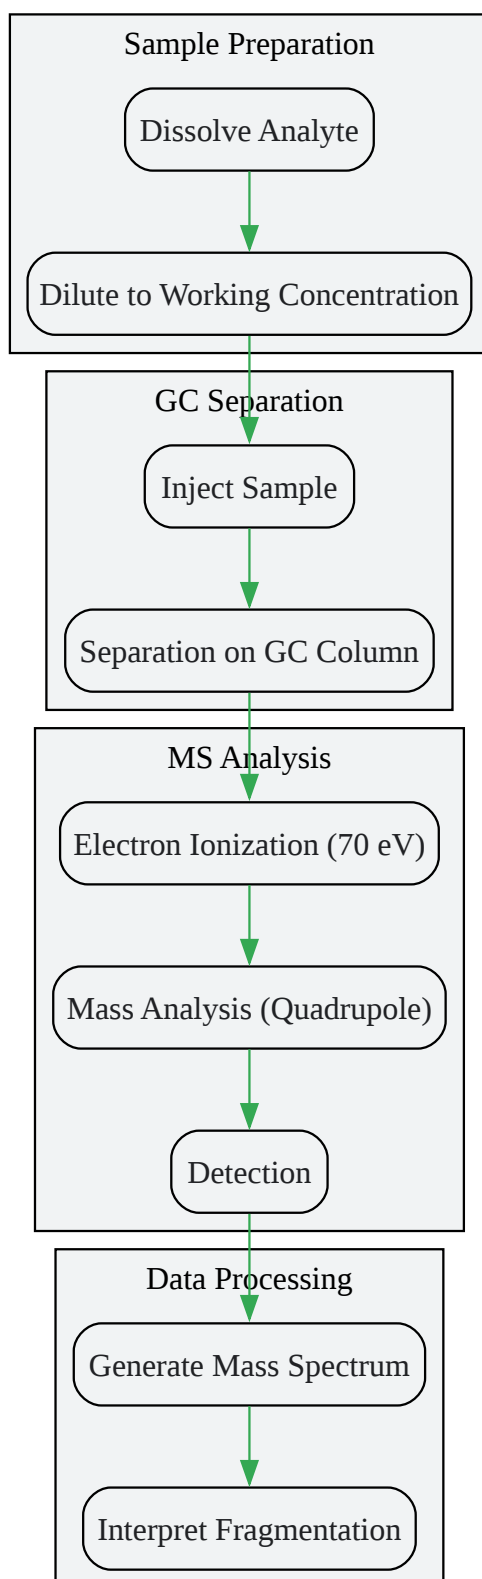 Sample Preparation
Dissolve Analyte
Dilute to Working Concentration
GC Separation
Inject Sample
Separation on GC Column
MS Analysis
Electron Ionization (70 eV)
Mass Analysis (Quadrupole)
Detection
Data Processing
Generate Mass Spectrum
Interpret Fragmentation